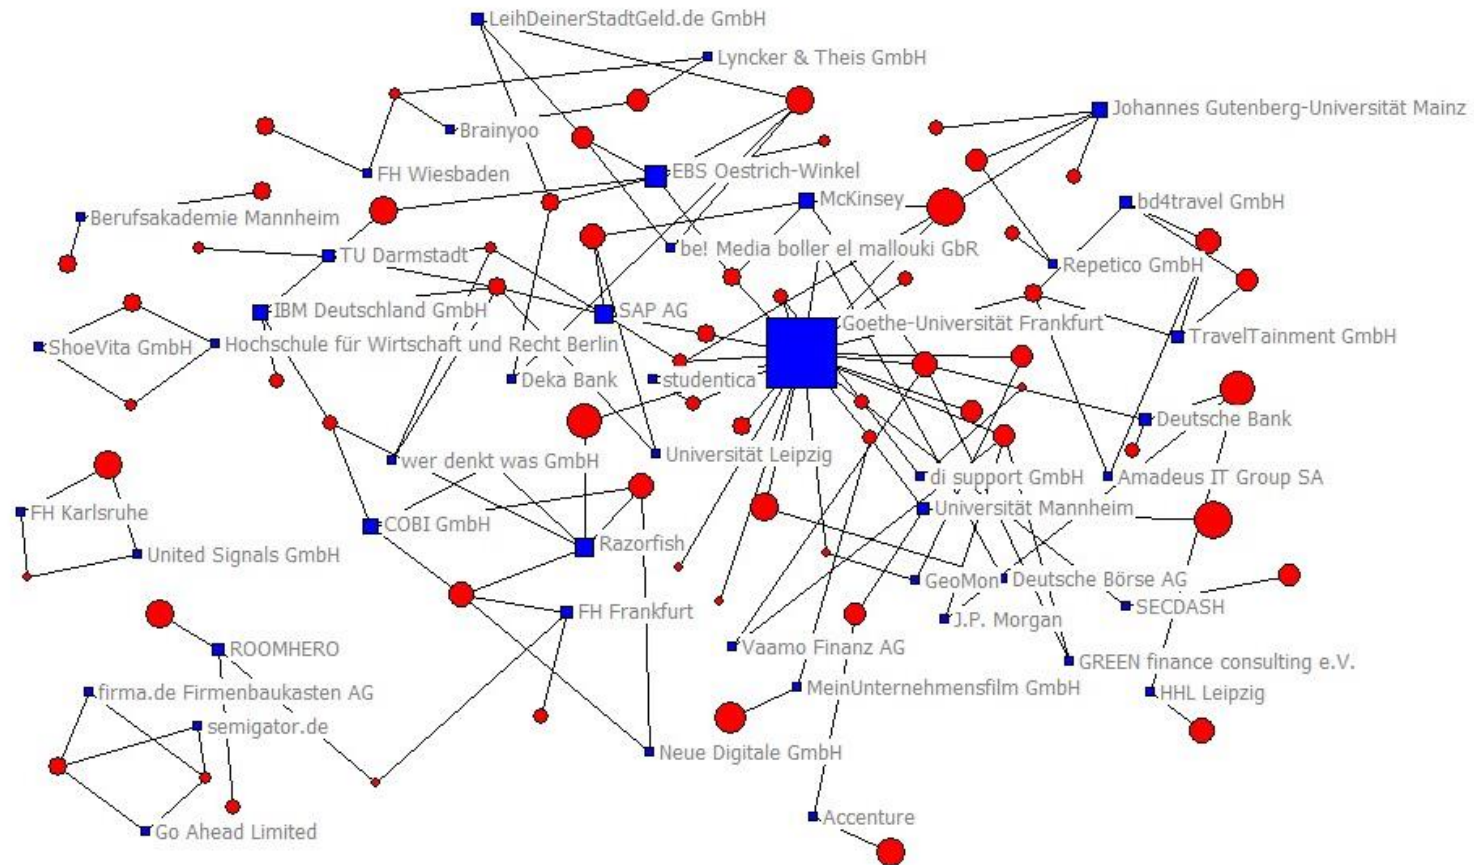 LeihDeinerStadtGeld.de GmbH
Lyncker & Theis GmbH
Johannes Gutenberg-Universität Mainz
Brainyoo
FH Wiesbaden
EBS Oestrich-Winkel
McKinsey
bd4travel GmbH
Berufsakademie Mannheim
TU Darmstadt
be! Media boller el mallouki GbR
Repetico GmbH
IBM Deutschland GmbH
SAP AG
Goethe-Universität Frankfurt
TravelTainment GmbH
ShoeVita GmbH
Hochschule für Wirtschaft und Recht Berlin
Deka Bank
studentica
Deutsche Bank
wer denkt was GmbH
Universität Leipzig
di support GmbH
Amadeus IT Group SA
FH Karlsruhe
COBI GmbH
Universität Mannheim
United Signals GmbH
Razorfish
GeoMon
Deutsche Börse AG
SECDASH
FH Frankfurt
J.P. Morgan
ROOMHERO
Vaamo Finanz AG
GREEN finance consulting e.V.
firma.de Firmenbaukasten AG
MeinUnternehmensfilm GmbH
HHL Leipzig
semigator.de
Neue Digitale GmbH
Go Ahead Limited
Accenture